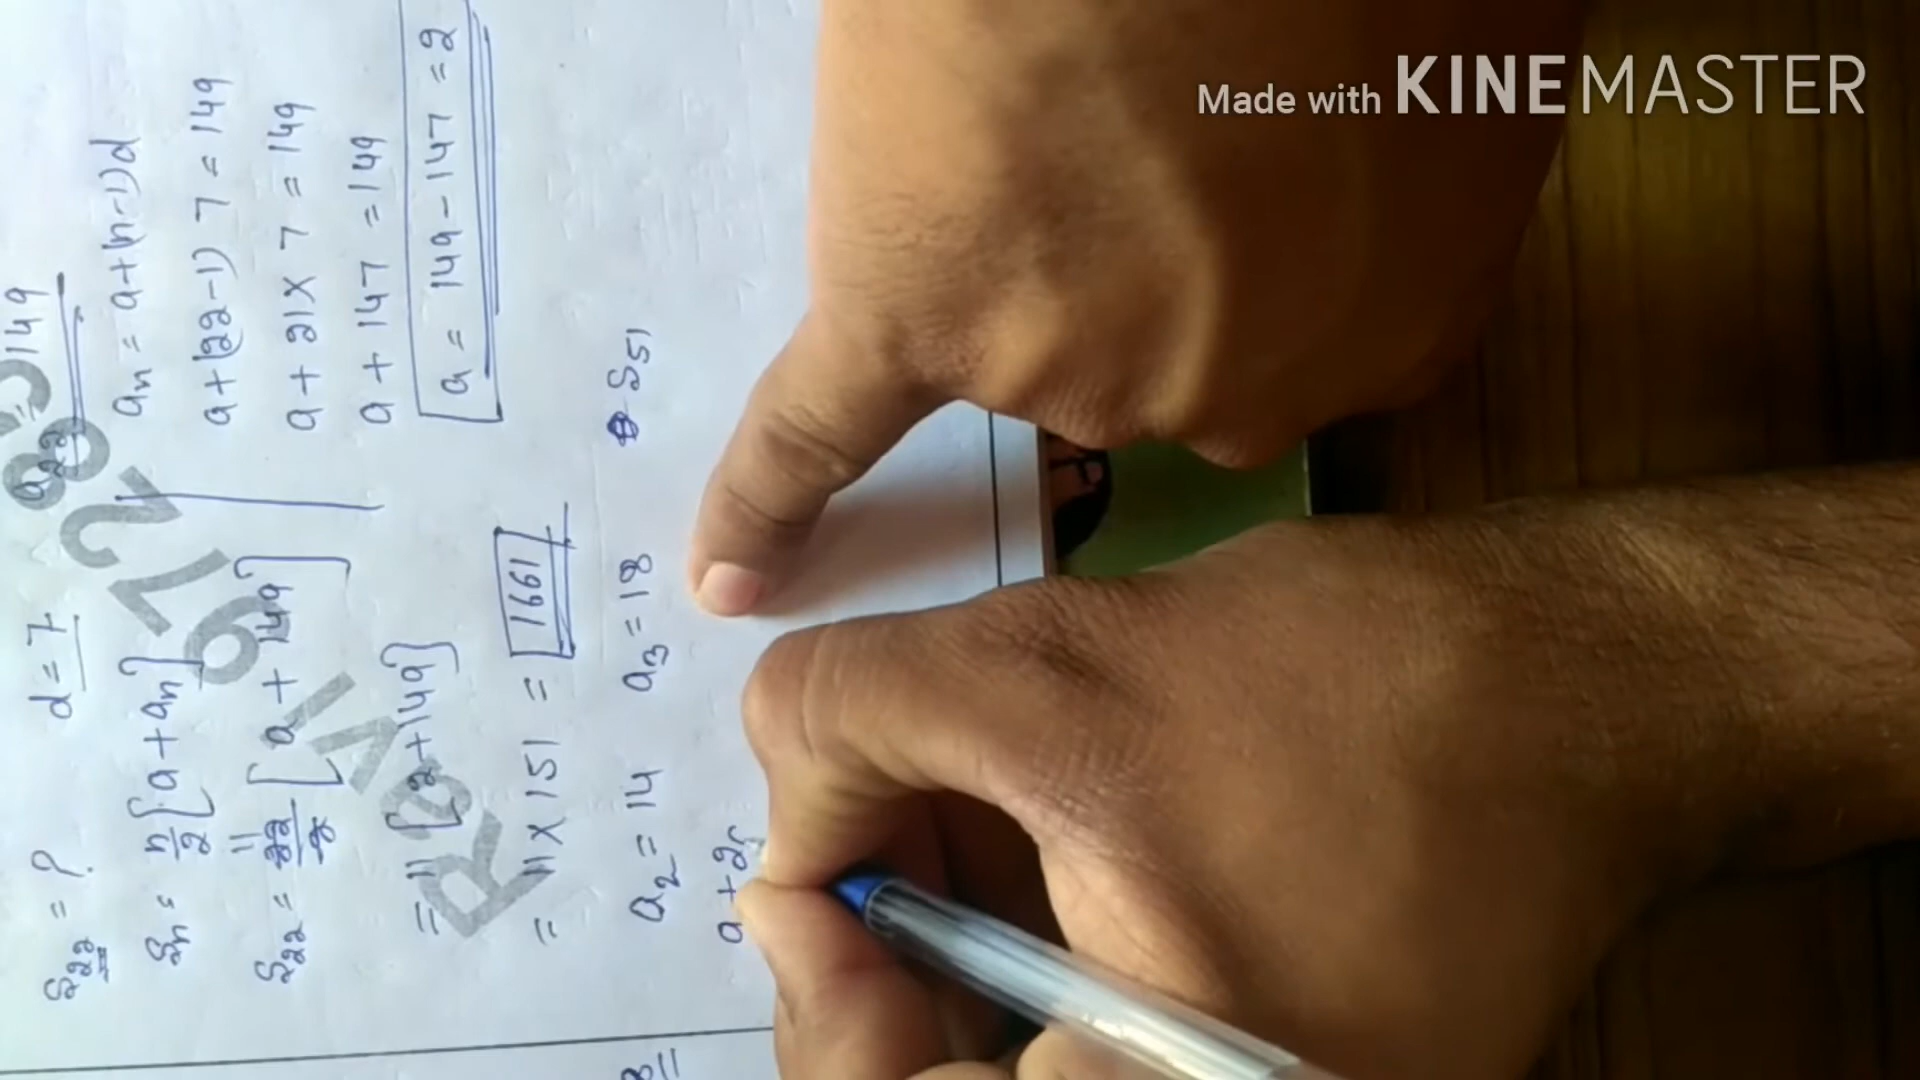 S22 = ? d = 7 a22 = 149
Sn = n/2 [a + an]
S22 = 22/2 11 [a + 149]
= 11 [2 + 149]
= 11 × 151 = 1661
an = a + (n-1) d
a + (22-1) 7 = 149
a + 21 × 7 = 149
a + 147 = 149
a = 149 - 147 = 2
a2 = 14 a3 = 18 S51
Made with KINEMASTER